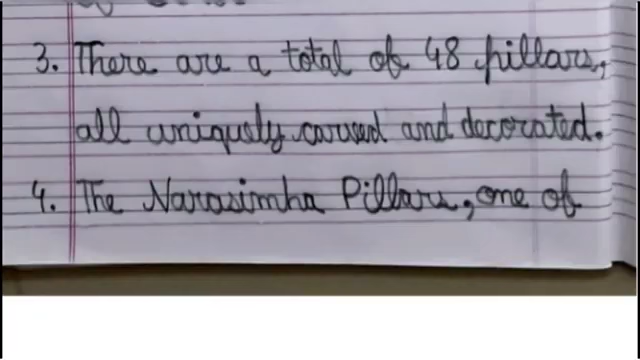 3. There are a total of 48 pillars,
all uniquely carved and decorated.
4. The Narasimha Pillars, one of